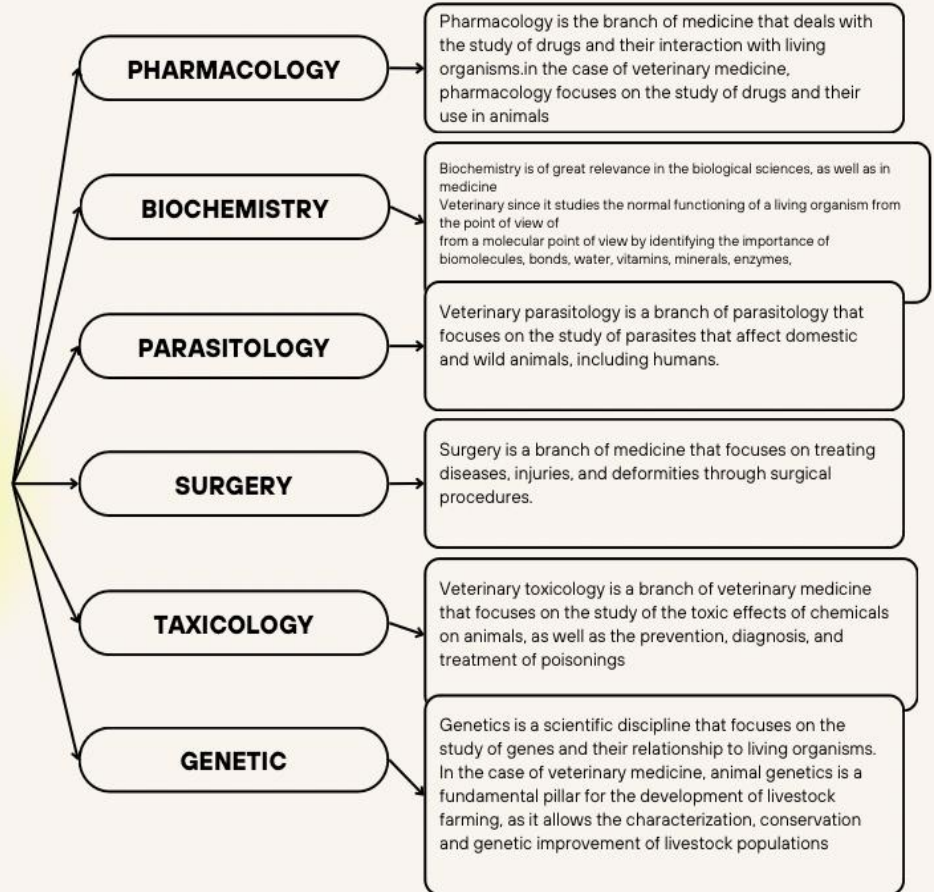 PHARMACOLOGY
Pharmacology is the branch of medicine that deals with
the study of drugs and their interaction with living
organisms.in the case of veterinary medicine,
pharmacology focuses on the study of drugs and their
use in animals
BIOCHEMISTRY
Biochemistry is of great relevance in the biological sciences, as well as in
medicine
Veterinary since it studies the normal functioning of a living organism from
the point of view of
from a molecular point of view by identifying the importance of
biomolecules, bonds, water, vitamins, minerals, enzymes,
PARASITOLOGY
Veterinary parasitology is a branch of parasitology that
focuses on the study of parasites that affect domestic
and wild animals, including humans.
SURGERY
Surgery is a branch of medicine that focuses on treating
diseases, injuries, and deformities through surgical
procedures.
TAXICOLOGY
Veterinary toxicology is a branch of veterinary medicine
that focuses on the study of the toxic effects of chemicals
on animals, as well as the prevention, diagnosis, and
treatment of poisonings
GENETIC
Genetics is a scientific discipline that focuses on the
study of genes and their relationship to living organisms.
In the case of veterinary medicine, animal genetics is a
fundamental pillar for the development of livestock
farming, as it allows the characterization, conservation
and genetic improvement of livestock populations